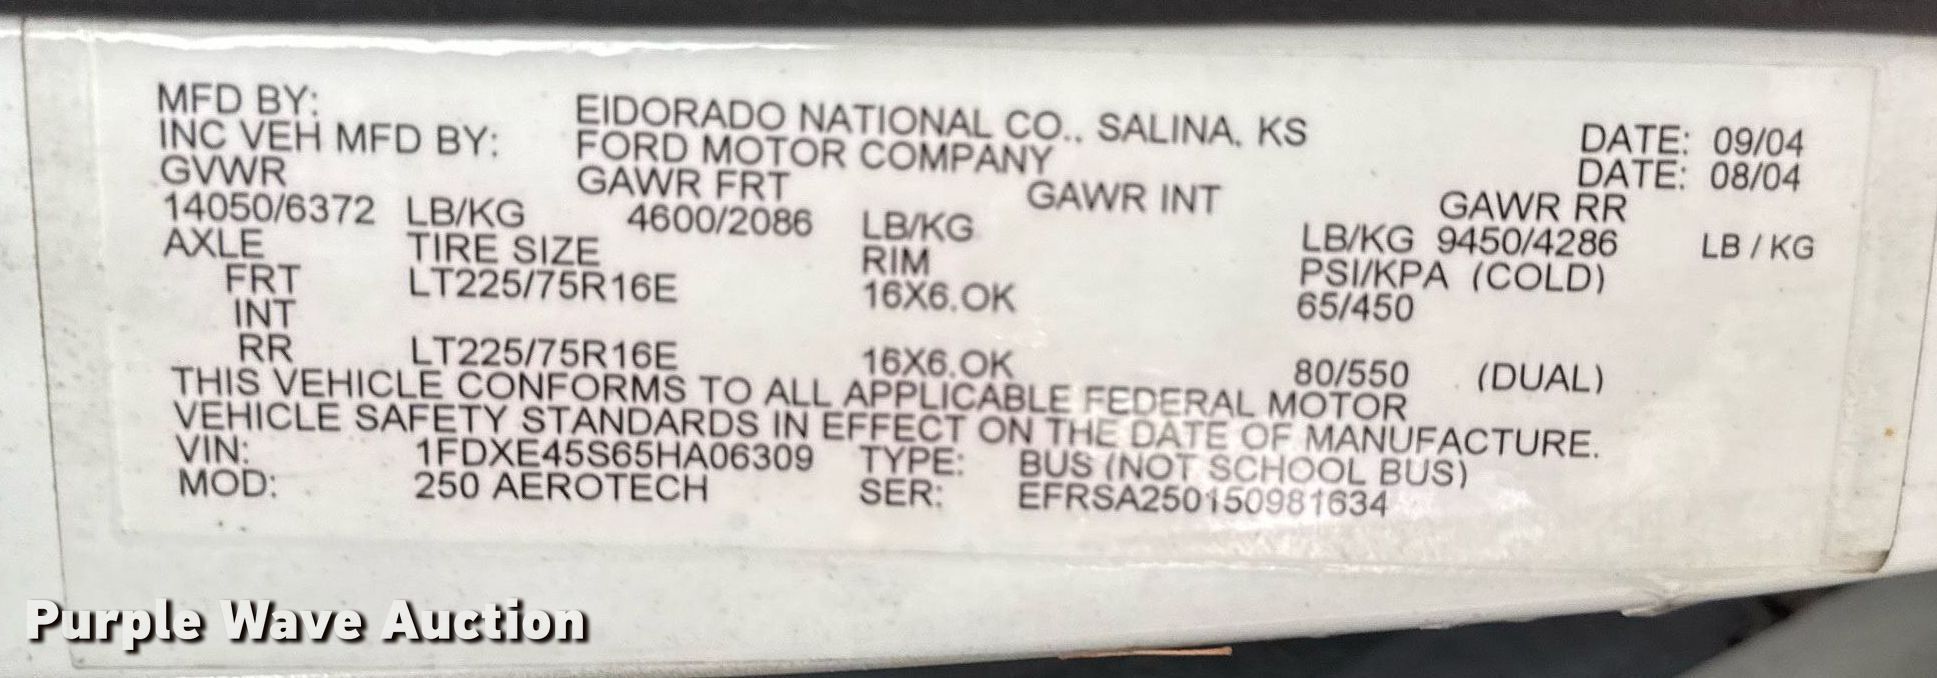 MFD BY: EIDORADO NATIONAL CO., SALINA, KS DATE: 09/04
INC VEH MFD BY: FORD MOTOR COMPANY DATE: 08/04
GVWR GAWR FRT GAWR INT GAWR RR
14050/6372 LB/KG 4600/2086 LB/KG LB/KG 9450/4286 LB / KG
AXLE TIRE SIZE RIM PSI/KPA (COLD)
FRT LT225/75R16E 16X6.OK 65/450
INT
RR LT225/75R16E 16X6.OK 80/550 (DUAL)
THIS VEHICLE CONFORMS TO ALL APPLICABLE FEDERAL MOTOR
VEHICLE SAFETY STANDARDS IN EFFECT ON THE DATE OF MANUFACTURE.
VIN: 1FDXE45S65HA06309 TYPE: BUS (NOT SCHOOL BUS)
MOD: 250 AEROTECH SER: EFRSA250150981634
Purple Wave Auction